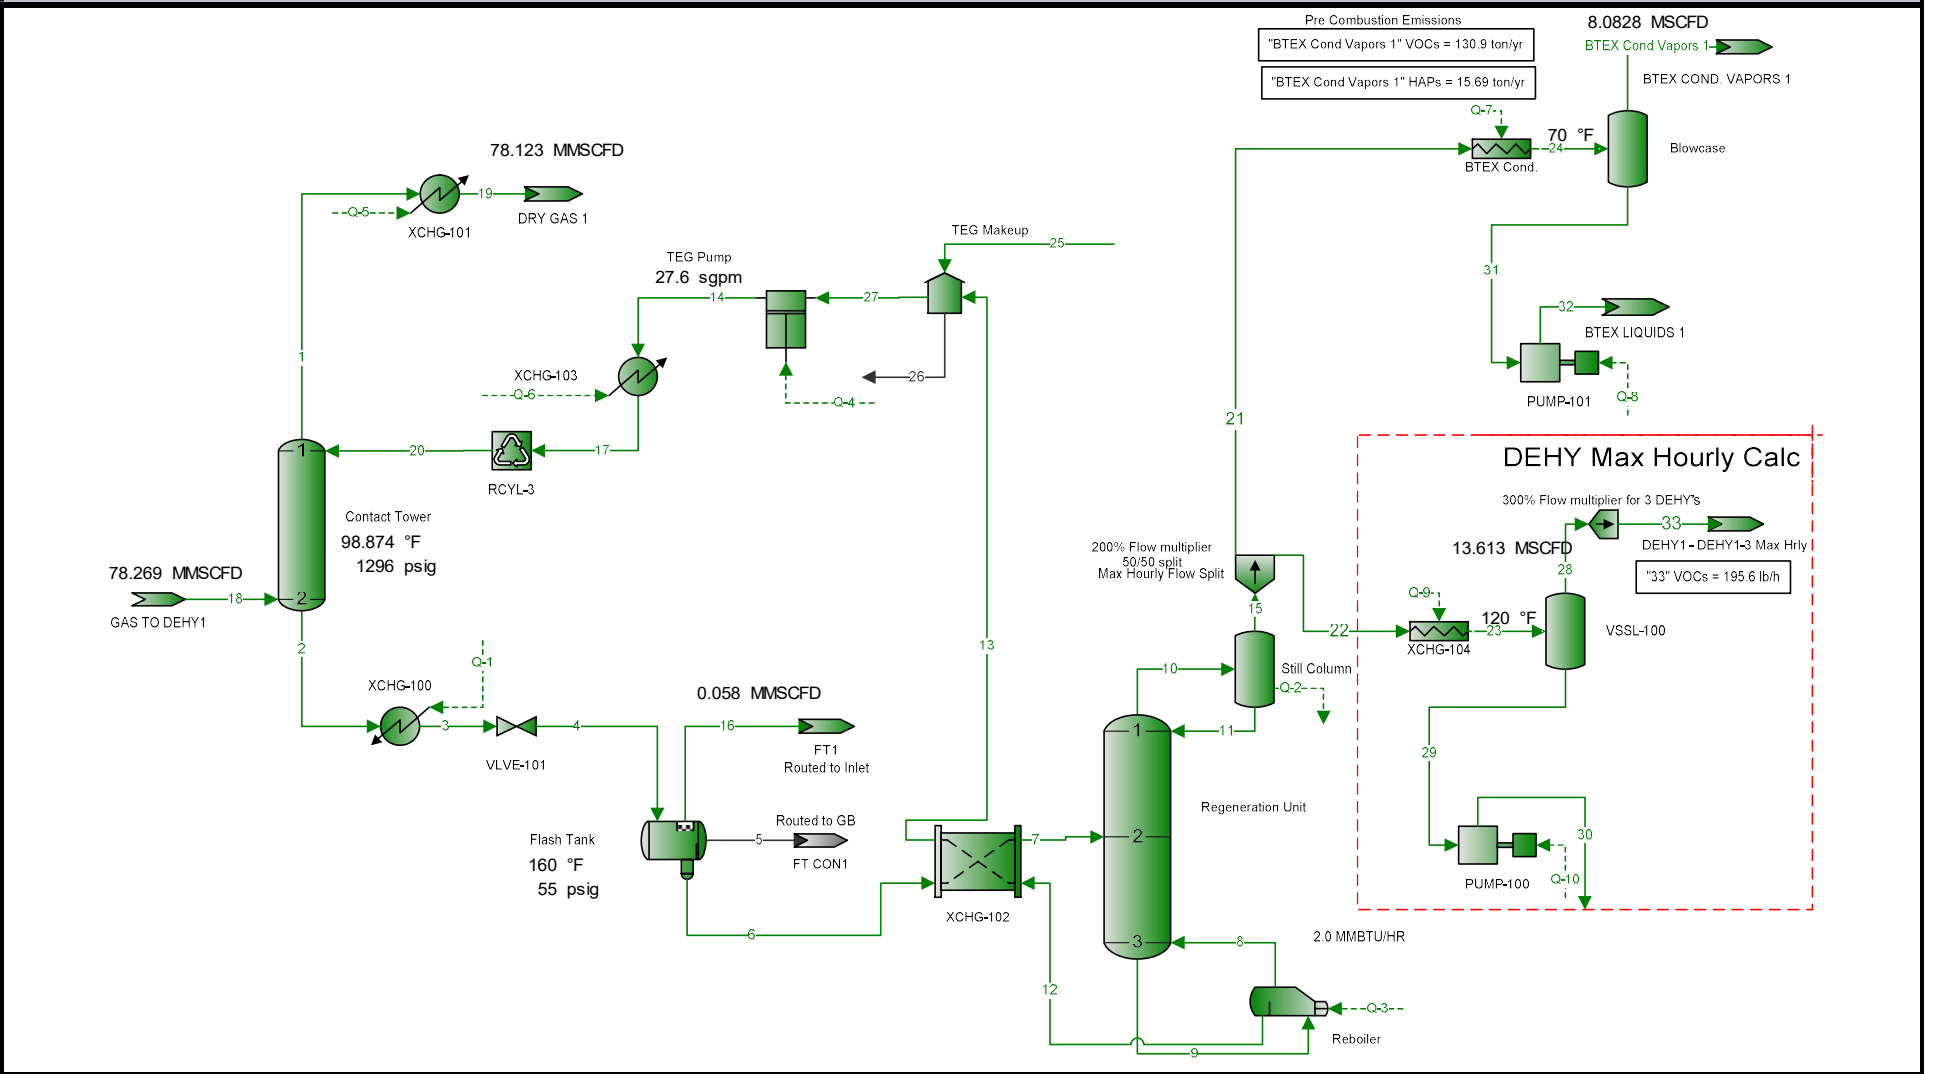 Pre Combustion Emissions
"BTEX Cond Vapors 1" VOCs = 130.9 ton/yr
"BTEX Cond Vapors 1" HAPs = 15.69 ton/yr
8.0828 MSCFD
BTEX Cond Vapors 1
BTEX COND. VAPORS 1
Q-7
70 °F
24
BTEX Cond.
Blowcase
78.123 MMSCFD
19
Q-5
DRY GAS 1
XCHG-101
TEG Makeup
25
TEG Pump
27.6 sgpm
14
27
31
32
BTEX LIQUIDS 1
1
XCHG-103
Q-6
26
Q-4
PUMP-101
Q-8
21
1
20
17
RCYL-3
DEHY Max Hourly Calc
300% Flow multiplier for 3 DEHY's
33
DEHY1 - DEHY1-3 Max Hrly
"33" VOCs = 195.6 lb/h
13.613 MSCFD
28
Contact Tower
98.874 °F
1296 psig
200% Flow multiplier
50/50 split
Max Hourly Flow Split
78.269 MMSCFD
18
2
GAS TO DEHY1
15
Q-9
120 °F
22
23
XCHG-104
VSSL-100
2
13
Q-1
10
Still Column
Q-2
XCHG-100
0.058 MMSCFD
3
4
16
11
1
VLVE-101
FT1
Routed to Inlet
29
Regeneration Unit
Routed to GB
Flash Tank
160 °F
55 psig
5
FT CON1
7
2
30
PUMP-100
Q-10
XCHG-102
6
3
8
2.0 MMBTU/HR
12
Q-3
Reboiler
9